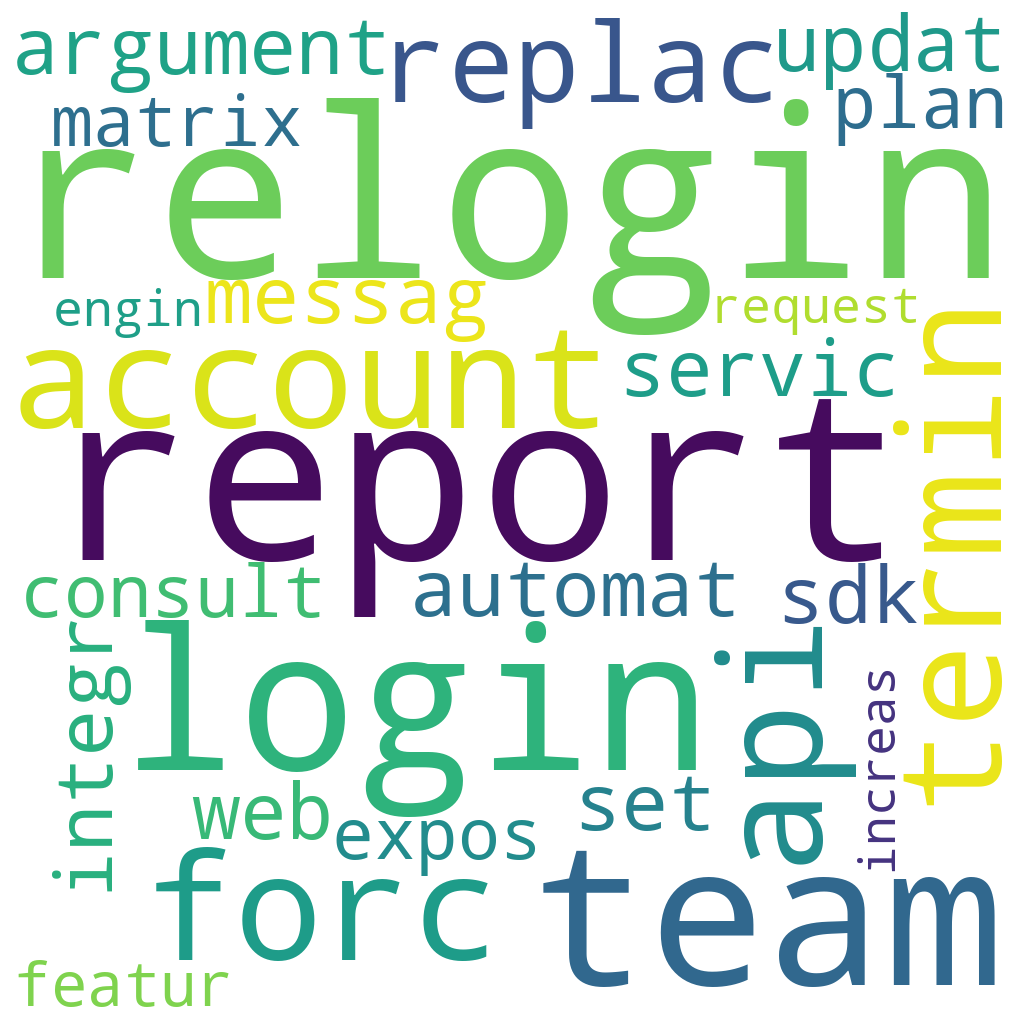 argument
replac
updat
matrix
plan
relogin
engin
messag
request
account
servic
termin
report
consult
automat
sdk
integr
login
api
increas
web
expos
set
forc
team
featur